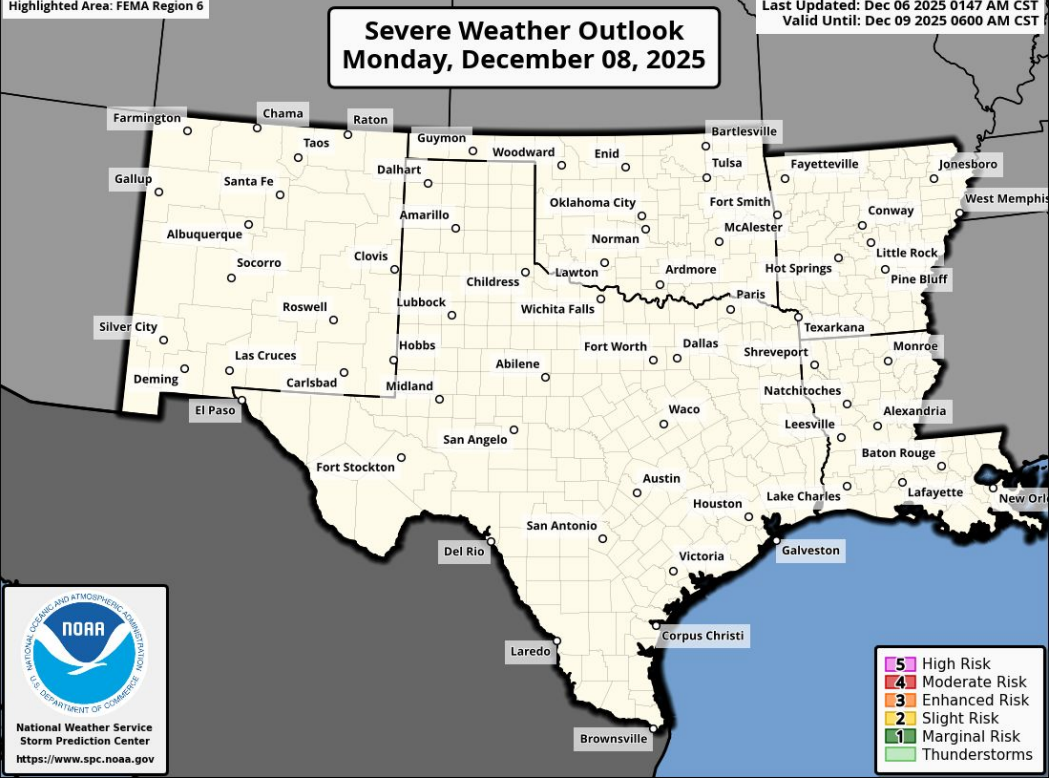 Highlighted Area: FEMA Region 6
Last Updated: Dec 06 2025 0147 AM CST
Valid Until: Dec 09 2025 0600 AM CST
Severe Weather Outlook
Monday, December 08, 2025
Farmington
Chama
Raton
Taos
Guymon
Woodward
Enid
Bartlesville
Tulsa
Fayetteville
Jonesboro
Gallup
Santa Fe
Dalhart
Oklahoma City
Fort Smith
West Memphis
Albuquerque
Amarillo
Norman
McAlester
Conway
Socorro
Clovis
Childress
Lawton
Ardmore
Hot Springs
Little Rock
Pine Bluff
Roswell
Lubbock
Wichita Falls
Paris
Texarkana
Silver City
Las Cruces
Hobbs
Abilene
Fort Worth
Dallas
Shreveport
Monroe
Deming
Carlsbad
Midland
Natchitoches
El Paso
Waco
Leesville
Alexandria
San Angelo
Baton Rouge
Fort Stockton
Austin
Houston
Lake Charles
Lafayette
New Orl
San Antonio
Del Rio
Galveston
Victoria
Corpus Christi
Laredo
Brownsville
NATIONAL OCEANIC AND ATMOSPHERIC ADMINISTRATION
NOAA
U.S. DEPARTMENT OF COMMERCE
National Weather Service
Storm Prediction Center
https://www.spc.noaa.gov
5 High Risk
4 Moderate Risk
3 Enhanced Risk
2 Slight Risk
1 Marginal Risk
Thunderstorms